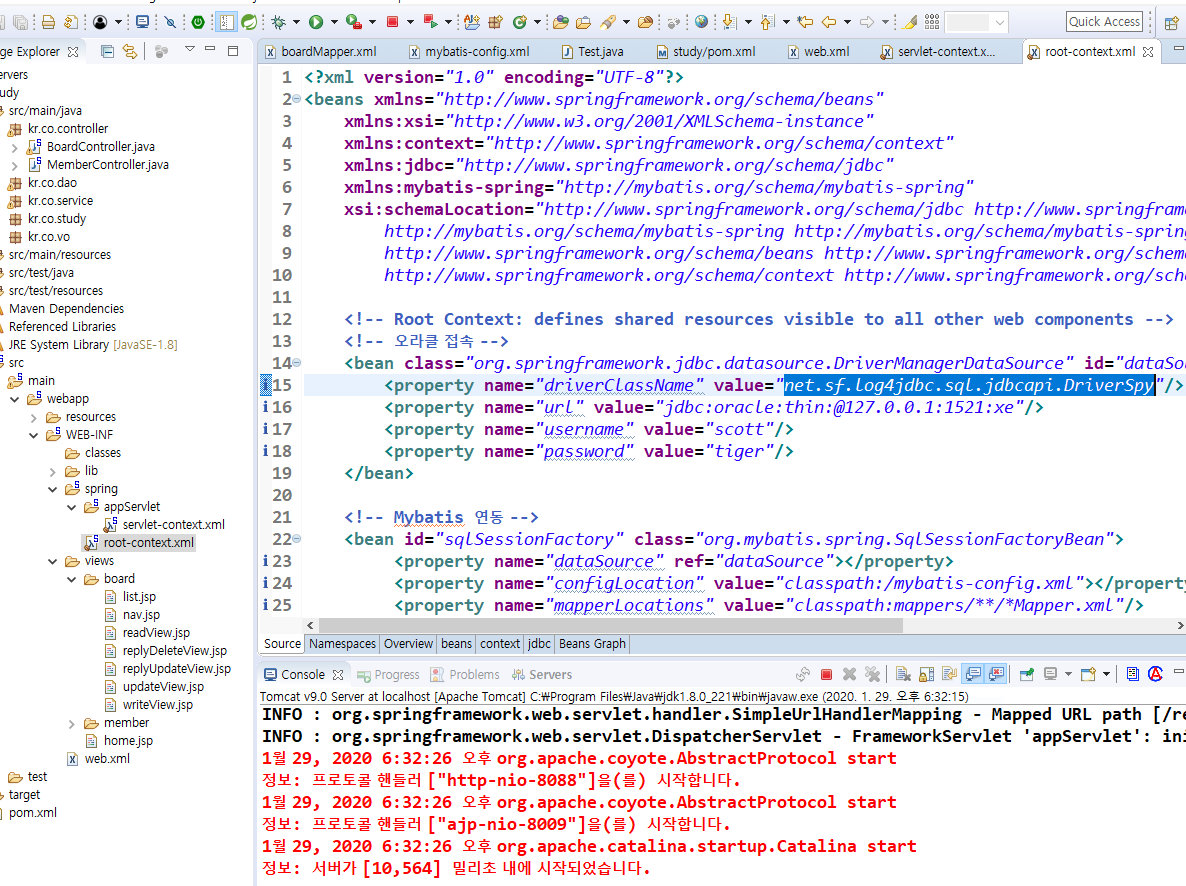 Quick Access
ge Explorer
boardMapper.xml
mybatis-config.xml
Test.java
study/pom.xml
web.xml
servlet-context.x...
root-context.xml
ervers
udy
src/main/java
kr.co.controller
BoardController.java
MemberController.java
kr.co.dao
kr.co.service
kr.co.study
kr.co.vo
src/main/resources
src/test/java
src/test/resources
Maven Dependencies
Referenced Libraries
JRE System Library [JavaSE-1.8]
src
main
webapp
resources
WEB-INF
classes
lib
spring
appServlet
servlet-context.xml
root-context.xml
views
board
list.jsp
nav.jsp
readView.jsp
replyDeleteView.jsp
replyUpdateView.jsp
updateView.jsp
writeView.jsp
member
home.jsp
web.xml
test
target
pom.xml
1 <?xml version="1.0" encoding="UTF-8"?>
2 <beans xmlns="http://www.springframework.org/schema/beans"
3 xmlns:xsi="http://www.w3.org/2001/XMLSchema-instance"
4 xmlns:context="http://www.springframework.org/schema/context"
5 xmlns:jdbc="http://www.springframework.org/schema/jdbc"
6 xmlns:mybatis-spring="http://mybatis.org/schema/mybatis-spring"
7 xsi:schemaLocation="http://www.springframework.org/schema/jdbc http://www.springframe
8 http://mybatis.org/schema/mybatis-spring http://mybatis.org/schema/mybatis-spring
9 http://www.springframework.org/schema/beans http://www.springframework.org/schema
10 http://www.springframework.org/schema/context http://www.springframework.org/sche
11
12 <!-- Root Context: defines shared resources visible to all other web components -->
13 <!-- 오라클 접속 -->
14 <bean class="org.springframework.jdbc.datasource.DriverManagerDataSource" id="dataSou
15 <property name="driverClassName" value="net.sf.log4jdbc.sql.jdbcapi.DriverSpy"/>
16 <property name="url" value="jdbc:oracle:thin:@127.0.0.1:1521:xe"/>
17 <property name="username" value="scott"/>
18 <property name="password" value="tiger"/>
19 </bean>
20
21 <!-- Mybatis 연동 -->
22 <bean id="sqlSessionFactory" class="org.mybatis.spring.SqlSessionFactoryBean">
23 <property name="dataSource" ref="dataSource"></property>
24 <property name="configLocation" value="classpath:/mybatis-config.xml"></property
25 <property name="mapperLocations" value="classpath:mappers/**/*Mapper.xml"/>
Source Namespaces Overview beans context jdbc Beans Graph
Console Progress Problems Servers
Tomcat v9.0 Server at localhost [Apache Tomcat] C:₩Program Files₩Java₩jdk1.8.0_221₩bin₩javaw.exe (2020. 1. 29. 오후 6:32:15)
INFO : org.springframework.web.servlet.handler.SimpleUrlHandlerMapping - Mapped URL path [/re
INFO : org.springframework.web.servlet.DispatcherServlet - FrameworkServlet 'appServlet': ini
1월 29, 2020 6:32:26 오후 org.apache.coyote.AbstractProtocol start
정보: 프로토콜 핸들러 ["http-nio-8088"]을(를) 시작합니다.
1월 29, 2020 6:32:26 오후 org.apache.coyote.AbstractProtocol start
정보: 프로토콜 핸들러 ["ajp-nio-8009"]을(를) 시작합니다.
1월 29, 2020 6:32:26 오후 org.apache.catalina.startup.Catalina start
정보: 서버가 [10,564] 밀리초 내에 시작되었습니다.